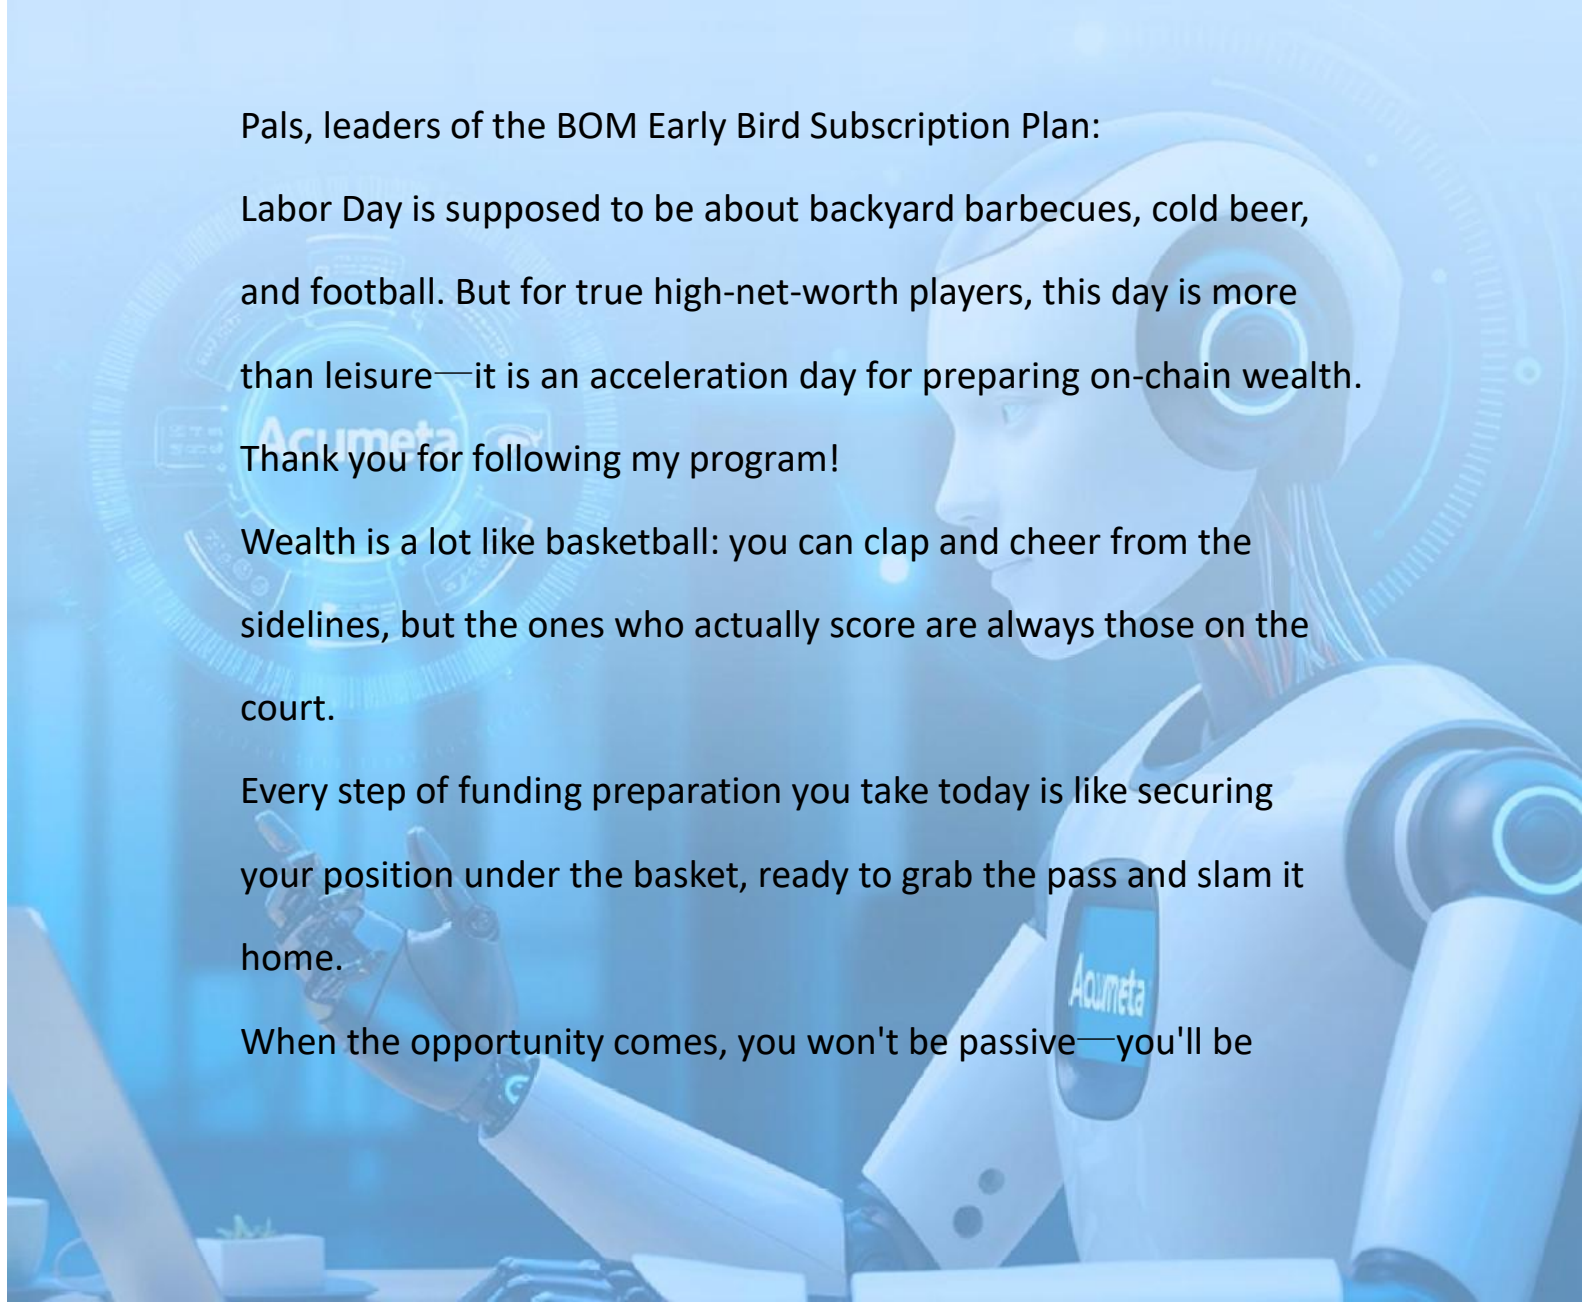 Pals, leaders of the BOM Early Bird Subscription Plan:
Labor Day is supposed to be about backyard barbecues, cold beer,
and football. But for true high-net-worth players, this day is more
than leisure—it is an acceleration day for preparing on-chain wealth.
Acumeta
Thank you for following my program!
Wealth is a lot like basketball: you can clap and cheer from the
sidelines, but the ones who actually score are always those on the
court.
Every step of funding preparation you take today is like securing
your position under the basket, ready to grab the pass and slam it
home.
Acumeta
When the opportunity comes, you won't be passive—you'll be